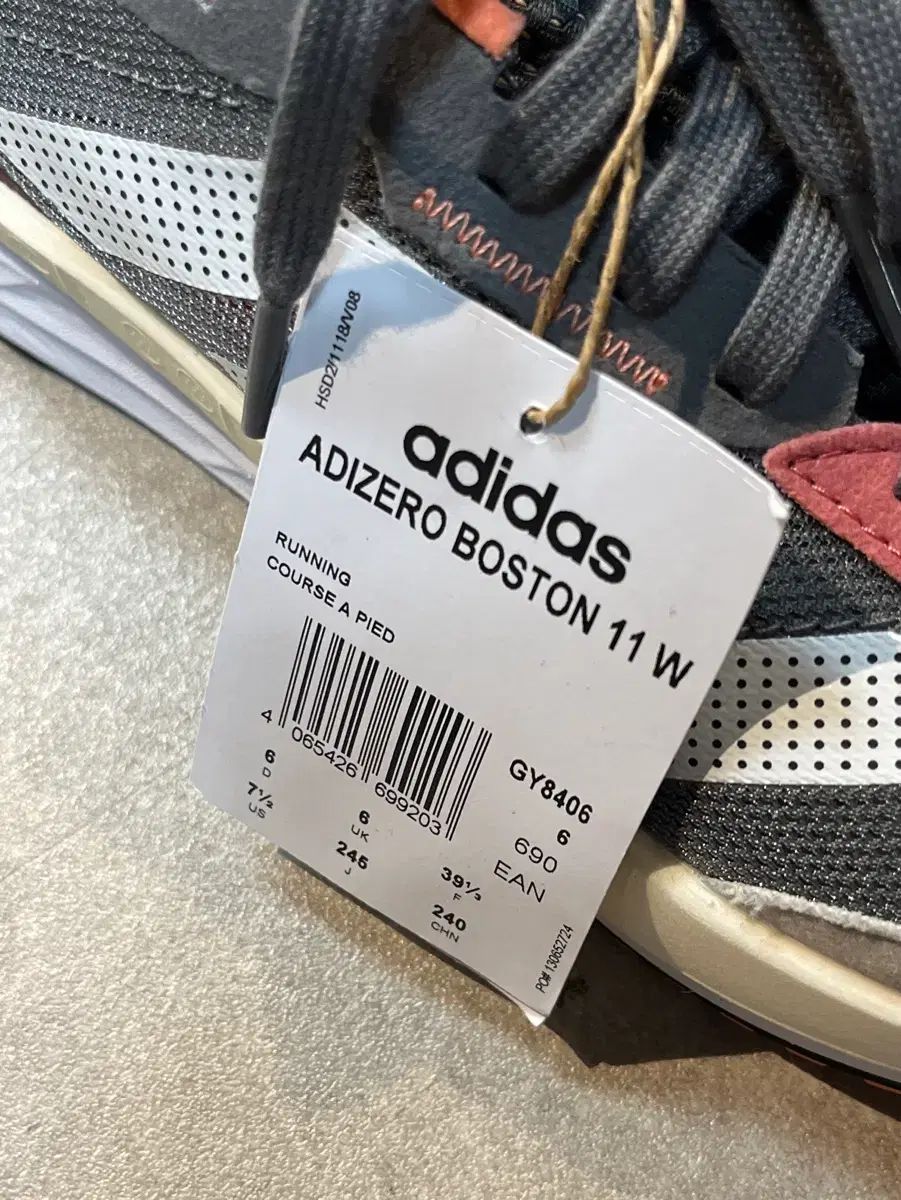 HSD2/1118/V08
adidas
ADIZERO BOSTON 11 W
RUNNING
COURSE A PIED
4 065426 699203
GY8406
6
690
EAN
6
D
7½
US
6
UK
245
J
39⅓
F
240
CHN
PO# 130652724